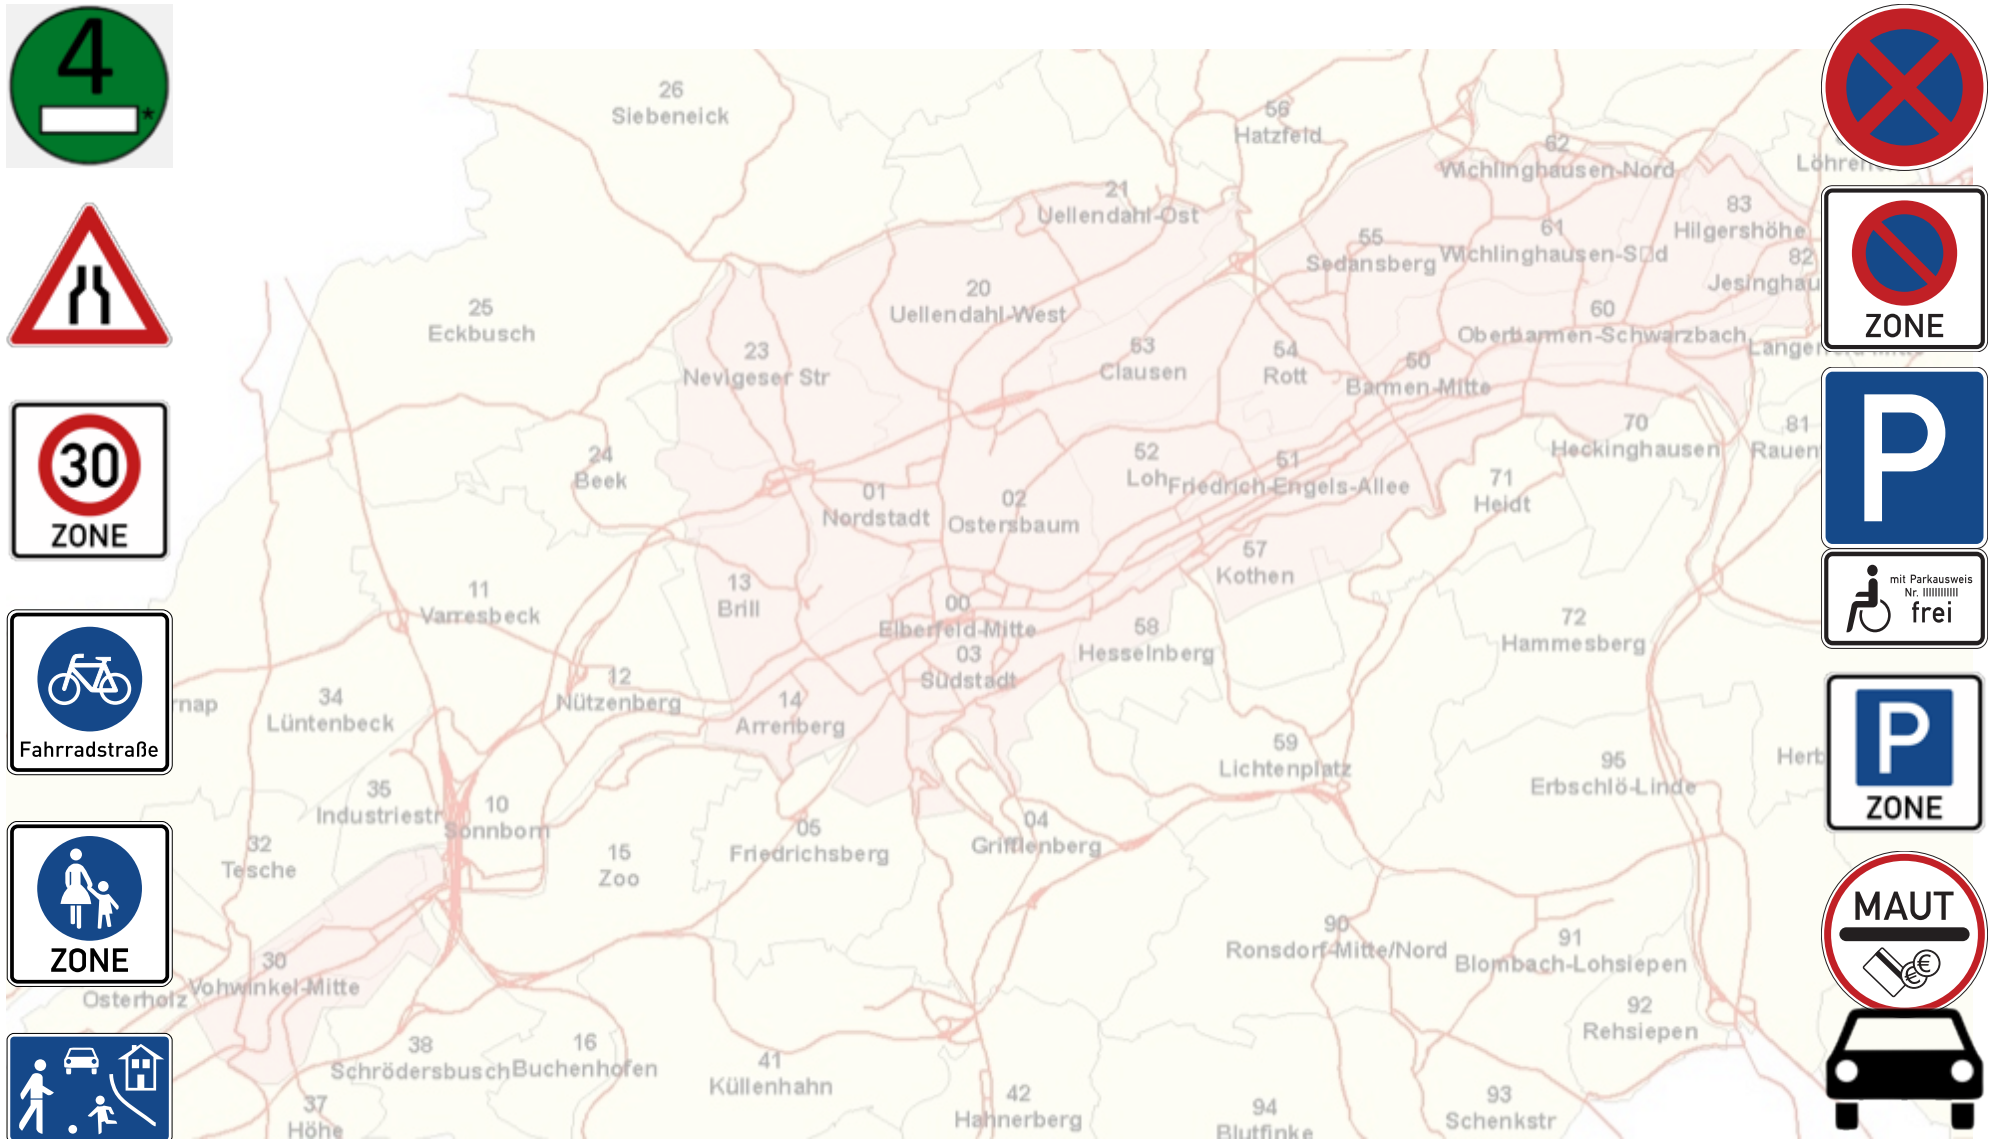 4
*
30
ZONE
Fahrradstraße
ZONE
26
Siebeneick
56
Hatzfeld
62
Wichlinghausen-Nord
21
Uellendahl-Ost
83
Hilgershöhe
55
Sedansberg
61
Wichlinghausen-S▯d
82
20
Uellendahl-West
25
Eckbusch
60
Oberbarmen-Schwarzbach
23
Nevigeser Str
63
Clausen
54
Rott
50
Barmen-Mitte
70
Heckinghausen
81
24
Beek
52
Loh
51
Friedrich-Engels-Allee
71
Heidt
01
Nordstadt
02
Ostersbaum
57
Kothen
13
Brill
11
Varresbeck
00
Elberfeld-Mitte
58
Hesselnberg
72
Hammesberg
03
Südstadt
12
Nützenberg
34
Lüntenbeck
14
Arrenberg
59
Lichtenplatz
95
Erbschlö-Linde
35
Industriestr
10
Sonnborn
05
Friedrichsberg
04
Grifflenberg
32
Tesche
15
Zoo
90
Ronsdorf-Mitte/Nord
91
Blombach-Lohsiepen
30
Vohwinkel-Mitte
Osterholz
92
Rehsiepen
38
Schrödersbusch
16
Buchenhofen
41
Küllenhahn
42
Hahnerberg
37
Höhe
94
Blutfinke
93
Schenkstr
ZONE
P
mit Parkausweis
Nr. IIIIIIIIIII
frei
P
ZONE
MAUT
€
€